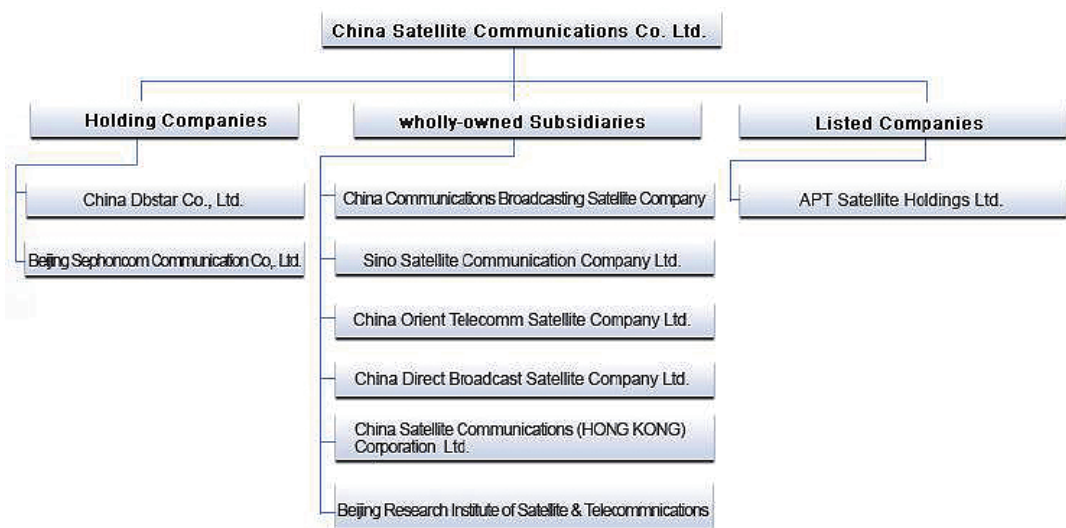 China Satellite Communications Co. Ltd.
Holding Companies
China Dbstar Co., Ltd.
Beijing Sephoncom Communication Co,. Ltd.
wholly-owned Subsidiaries
China Communications Broadcasting Satellite Company
Sino Satellite Communication Company Ltd.
China Orient Telecomm Satellite Company Ltd.
China Direct Broadcast Satellite Company Ltd.
China Satellite Communications (HONG KONG)
Corporation Ltd.
Beijing Research Institute of Satellite & Telecommnications
Listed Companies
APT Satellite Holdings Ltd.